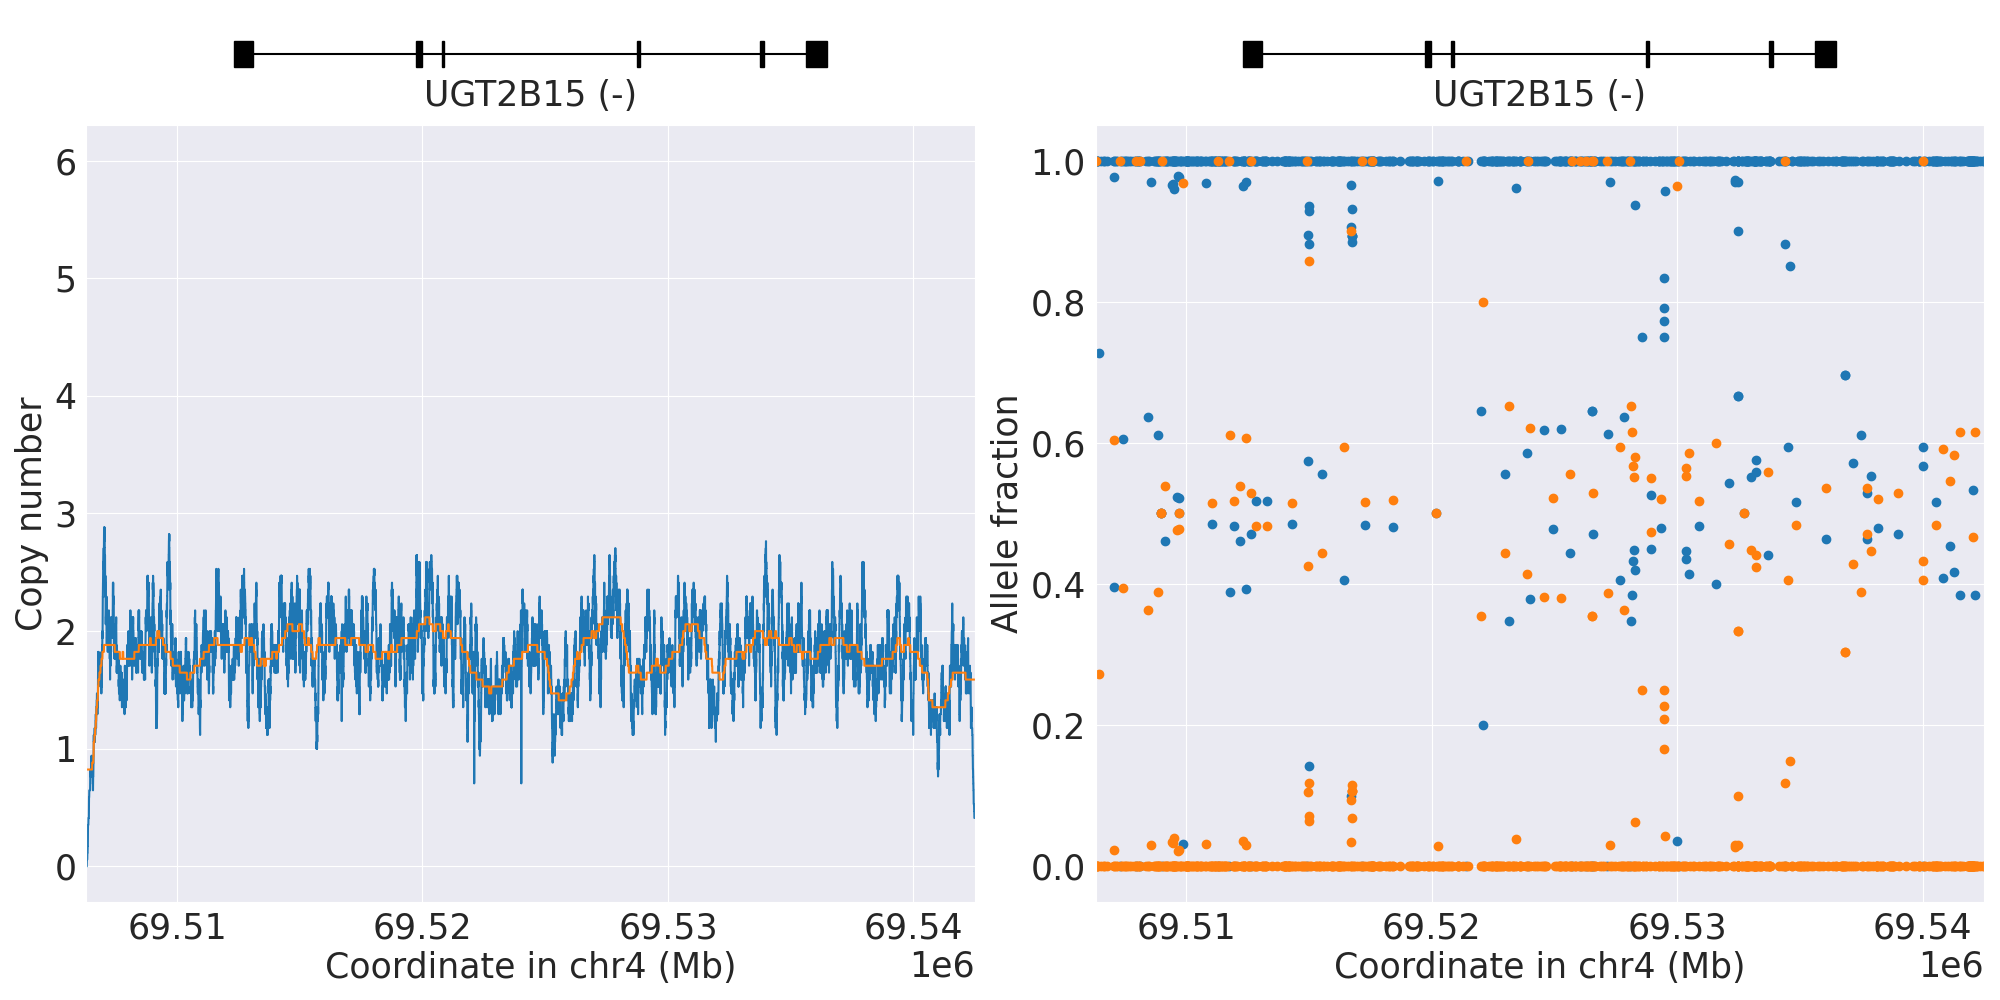 UGT2B15 (-)
6
5
4
3
2
1
0
Copy number
69.51 69.52 69.53 69.54
Coordinate in chr4 (Mb)
1e6
UGT2B15 (-)
1.0
0.8
0.6
0.4
0.2
0.0
Allele fraction
69.51 69.52 69.53 69.54
Coordinate in chr4 (Mb)
1e6